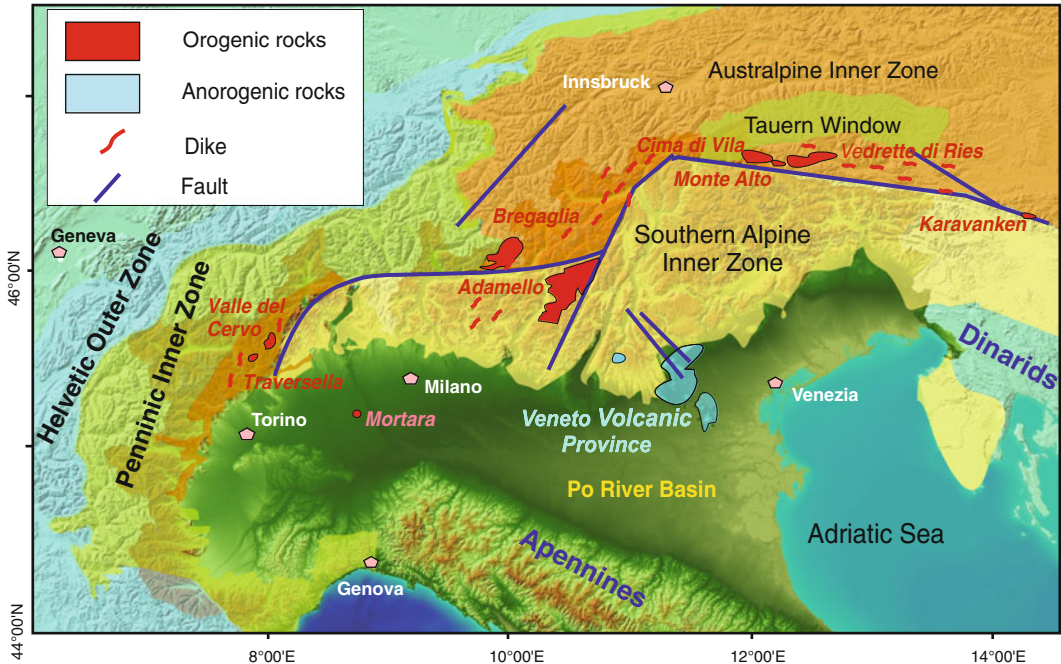 Orogenic rocks
Anorogenic rocks
Dike
Fault
Innsbruck
Australpine Inner Zone
Tauern Window
Cima di Vila
Vedrette di Ries
Monte Alto
Bregaglia
Karavanken
Geneva
Southern Alpine
Inner Zone
46°00'N
Adamello
Valle del
Cervo
Helvetic Outer Zone
Penninic Inner Zone
Dinarids
Traversella
Milano
Venezia
Mortara
Torino
Veneto Volcanic
Province
Po River Basin
Adriatic Sea
Apennines
Genova
44°00'N
8°00'E
10°00'E
12°00'E
14°00'E